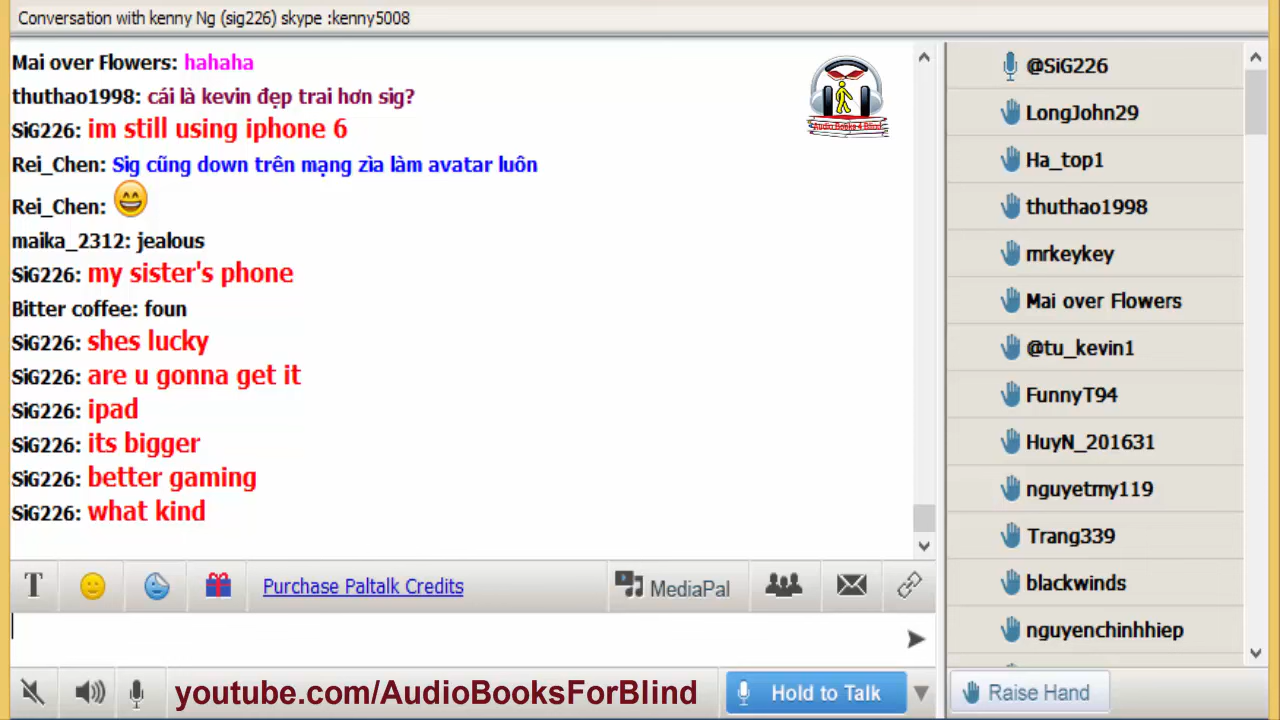 Conversation with kenny Ng (sig226) skype :kenny5008
Mai over Flowers: hahaha
thuthao1998: cái là kevin đẹp trai hơn sig?
SiG226: im still using iphone 6
Rei_Chen: Sig cũng down trên mạng zìa làm avatar luôn
Rei_Chen:
maika_2312: jealous
SiG226: my sister's phone
Bitter coffee: foun
SiG226: shes lucky
SiG226: are u gonna get it
SiG226: ipad
SiG226: its bigger
SiG226: better gaming
SiG226: what kind
Audio Books 4 Blind
@SiG226
LongJohn29
Ha_top1
thuthao1998
mrkeykey
Mai over Flowers
@tu_kevin1
FunnyT94
HuyN_201631
nguyetmy119
Trang339
blackwinds
nguyenchinhhiep
T
Purchase Paltalk Credits
MediaPal
youtube.com/AudioBooksForBlind
Hold to Talk
Raise Hand